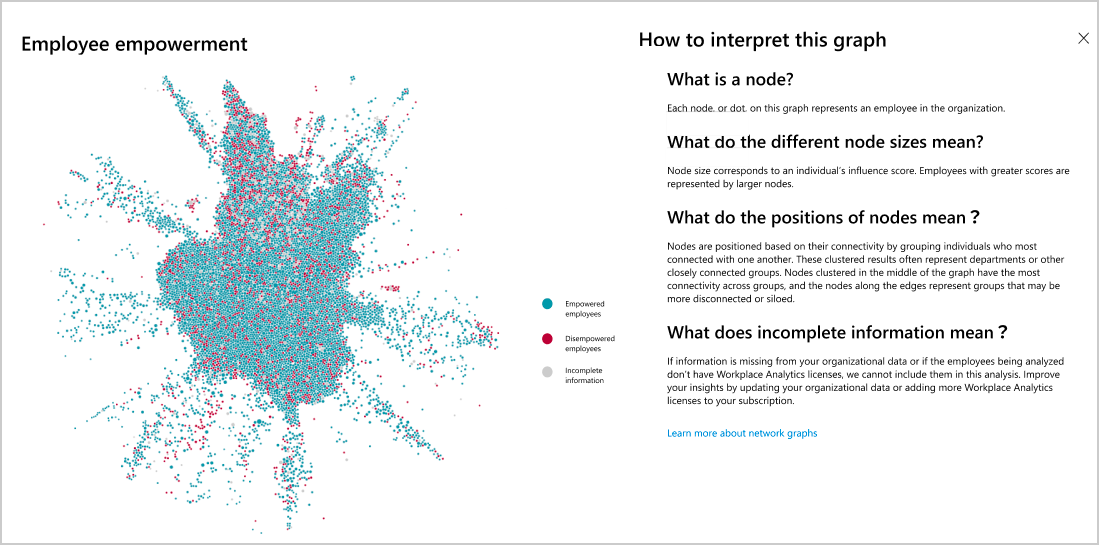 Employee empowerment
Empowered
employees
Disempowered
employees
Incomplete
information
How to interpret this graph
What is a node?
Each node. or dot. on this graph represents an employee in the organization.
What do the different node sizes mean?
Node size corresponds to an individual's influence score. Employees with greater scores are
represented by larger nodes.
What do the positions of nodes mean ?
Nodes are positioned based on their connectivity by grouping individuals who most
connected with one another. These clustered results often represent departments or other
closely connected groups. Nodes clustered in the middle of the graph have the most
connectivity across groups, and the nodes along the edges represent groups that may be
more disconnected or siloed.
What does incomplete information mean ?
If information is missing from your organizational data or if the employees being analyzed
don't have Workplace Analytics licenses, we cannot include them in this analysis. Improve
your insights by updating your organizational data or adding more Workplace Analytics
licenses to your subscription.
Learn more about network graphs